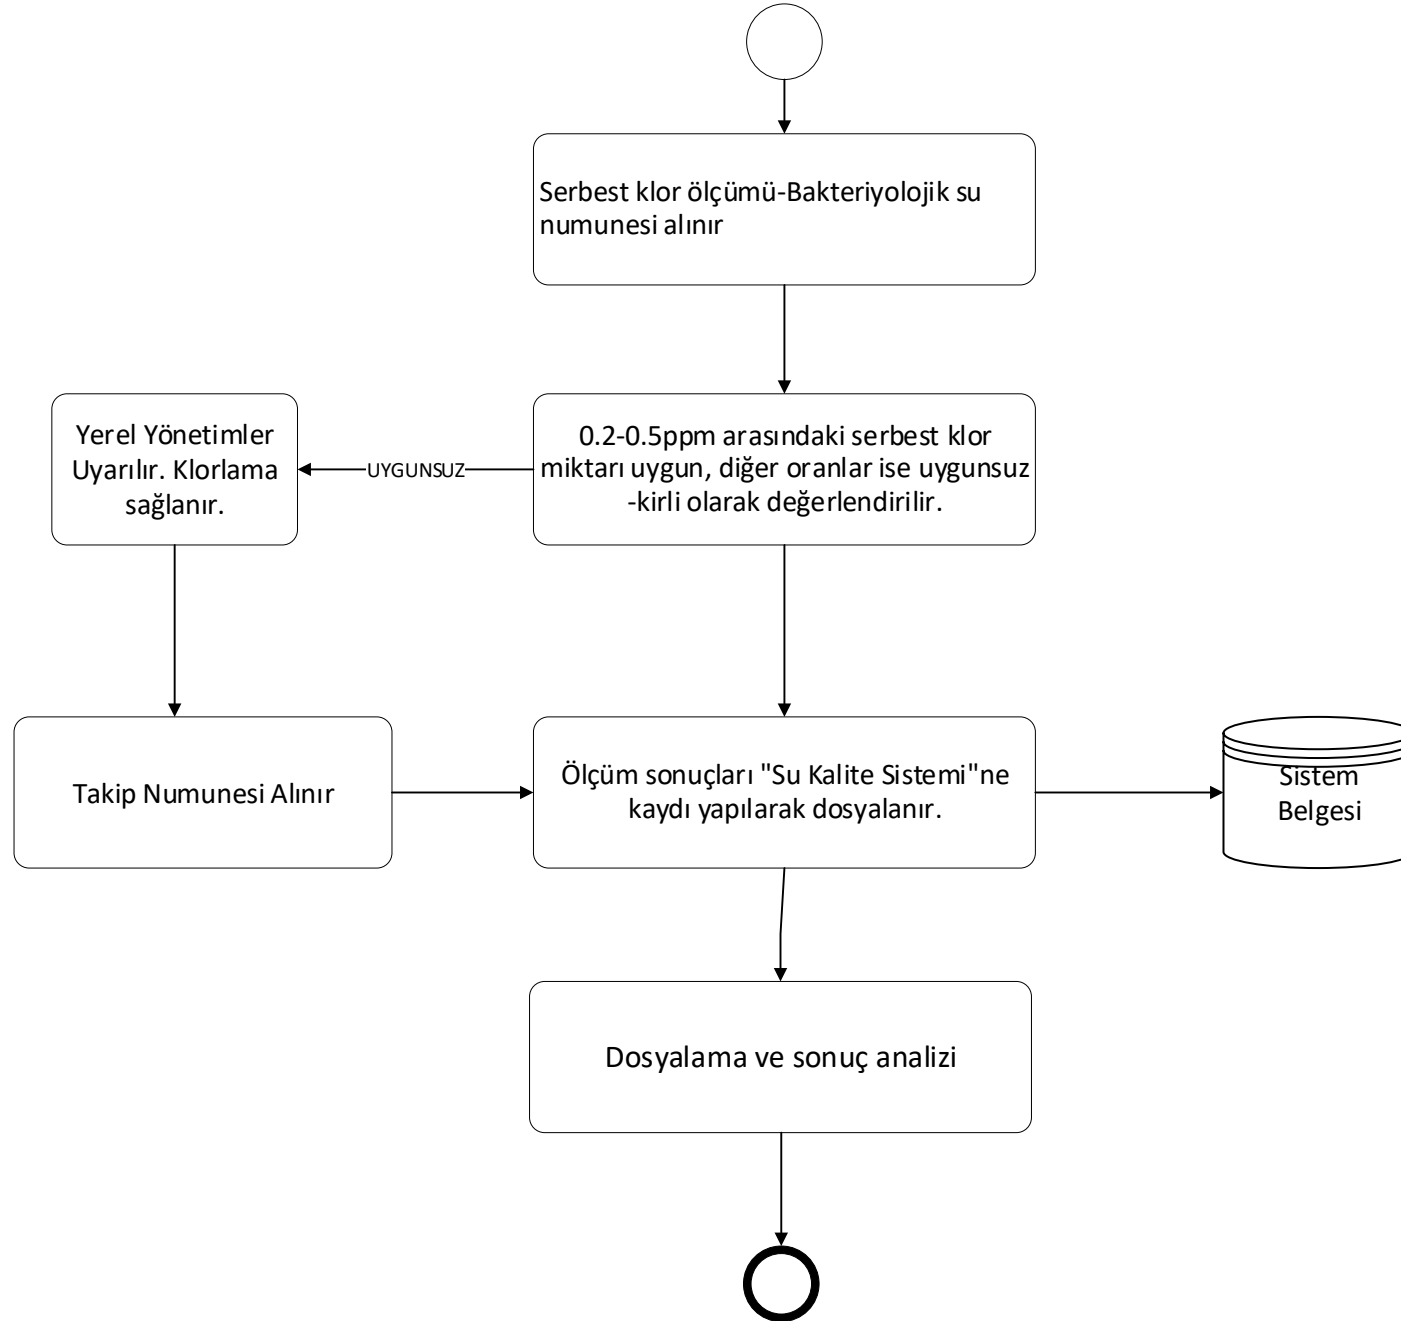 Serbest klor ölçümü-Bakteriyolojik su
numunesi alınır
Yerel Yönetimler
Uyarılır. Klorlama
sağlanır.
UYGUNSUZ
0.2-0.5ppm arasındaki serbest klor
miktarı uygun, diğer oranlar ise uygunsuz
-kirli olarak değerlendirilir.
Takip Numunesi Alınır
Ölçüm sonuçları "Su Kalite Sistemi"ne
kaydı yapılarak dosyalanır.
Sistem
Belgesi
Dosyalama ve sonuç analizi